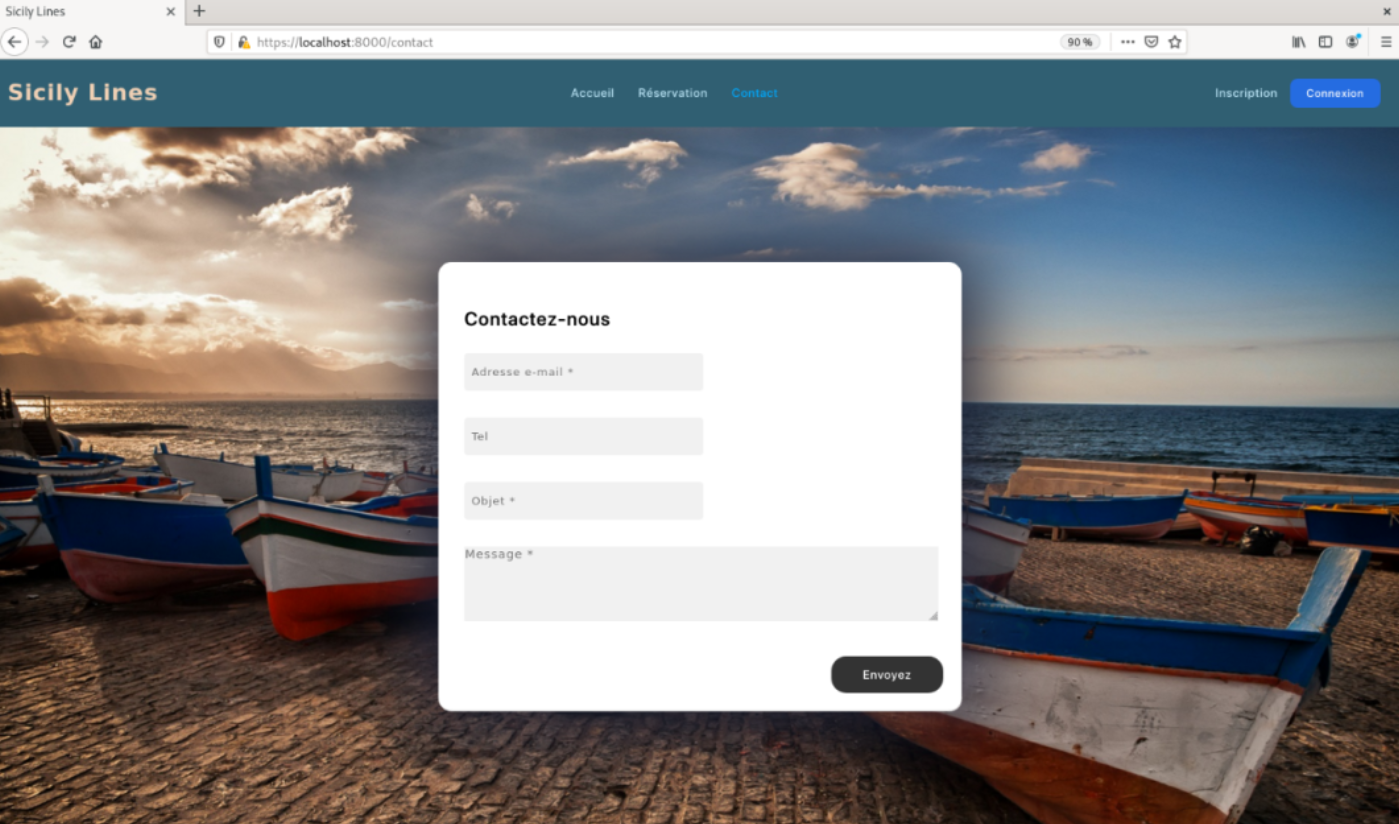 Sicily Lines
https://localhost:8000/contact
90 %
Sicily Lines
Accueil
Réservation
Contact
Inscription
Connexion
Contactez-nous
Adresse e-mail *
Tel
Objet *
Message *
Envoyez